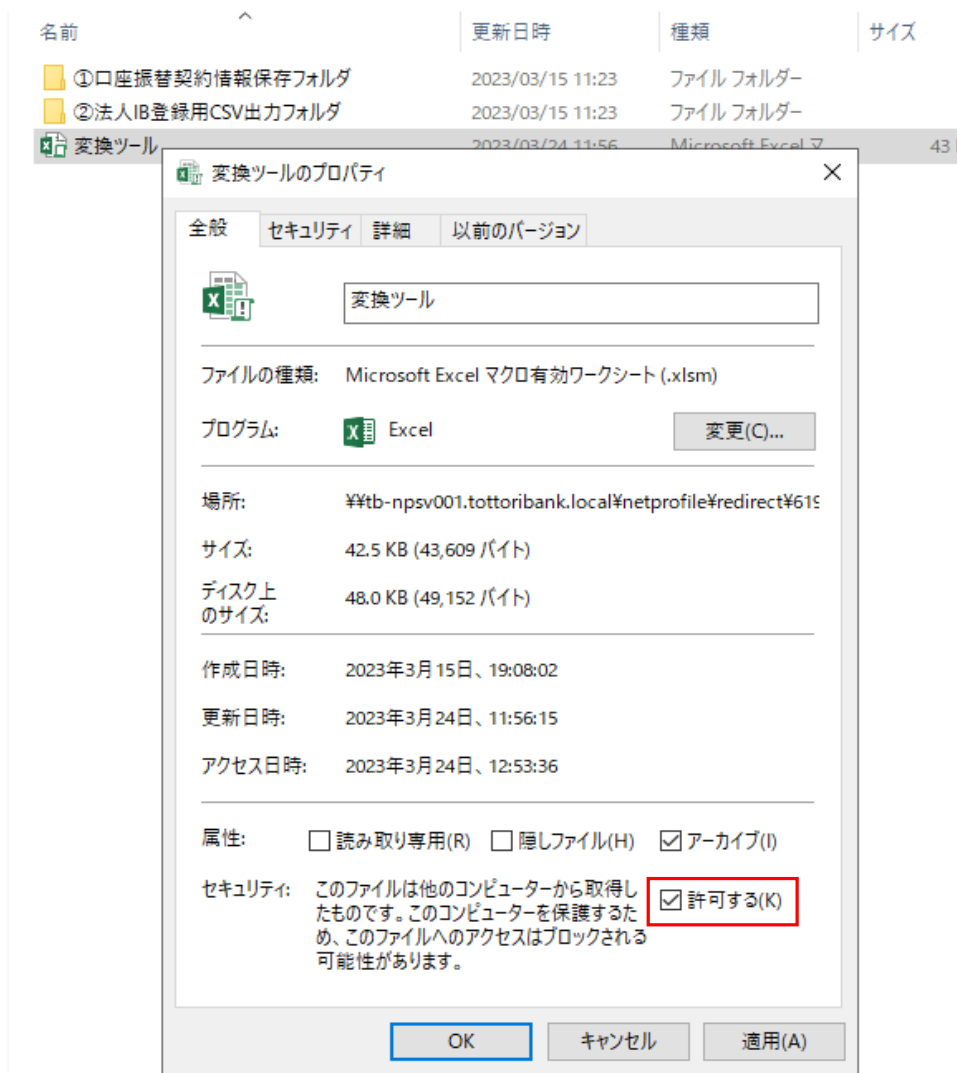 名前 更新日時 種類 サイズ
①口座振替契約情報保存フォルダ 2023/03/15 11:23 ファイル フォルダー
②法人IB登録用CSV出力フォルダ 2023/03/15 11:23 ファイル フォルダー
変換ツール 2023/03/24 11:56 Microsoft Excel マ 43
変換ツールのプロパティ
全般 セキュリティ 詳細 以前のバージョン
変換ツール
ファイルの種類: Microsoft Excel マクロ有効ワークシート (.xlsm)
プログラム: Excel 変更(C)...
場所: ¥¥tb-npsv001.tottoribank.local¥netprofile¥redirect¥619
サイズ: 42.5 KB (43,609 バイト)
ディスク上
のサイズ: 48.0 KB (49,152 バイト)
作成日時: 2023年3月15日、19:08:02
更新日時: 2023年3月24日、11:56:15
アクセス日時: 2023年3月24日、12:53:36
属性: 読み取り専用(R) 隠しファイル(H) アーカイブ(I)
セキュリティ: このファイルは他のコンピューターから取得し 許可する(K)
たものです。このコンピューターを保護するた
め、このファイルへのアクセスはブロックされる
可能性があります。
OK キャンセル 適用(A)